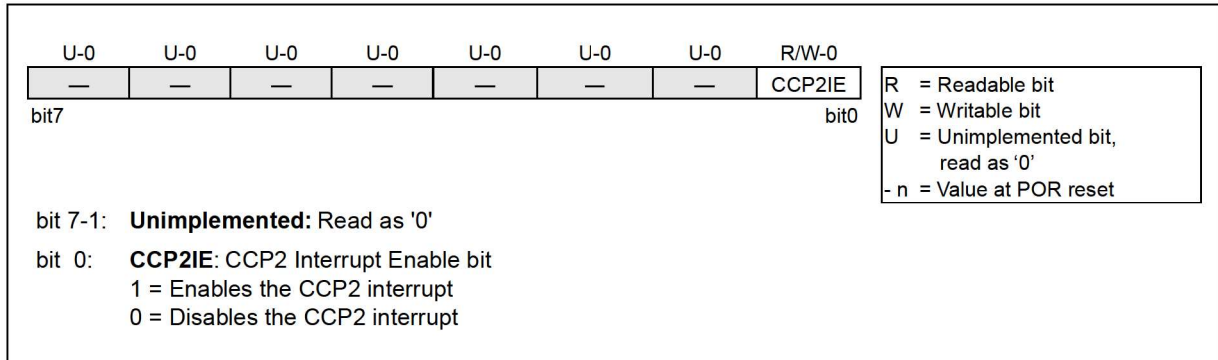 U-0 U-0 U-0 U-0 U-0 U-0 U-0 R/W-0
— — — — — — — CCP2IE
bit7 bit0
R = Readable bit
W = Writable bit
U = Unimplemented bit,
read as ‘0’
- n = Value at POR reset
bit 7-1: Unimplemented: Read as '0'
bit 0: CCP2IE: CCP2 Interrupt Enable bit
1 = Enables the CCP2 interrupt
0 = Disables the CCP2 interrupt